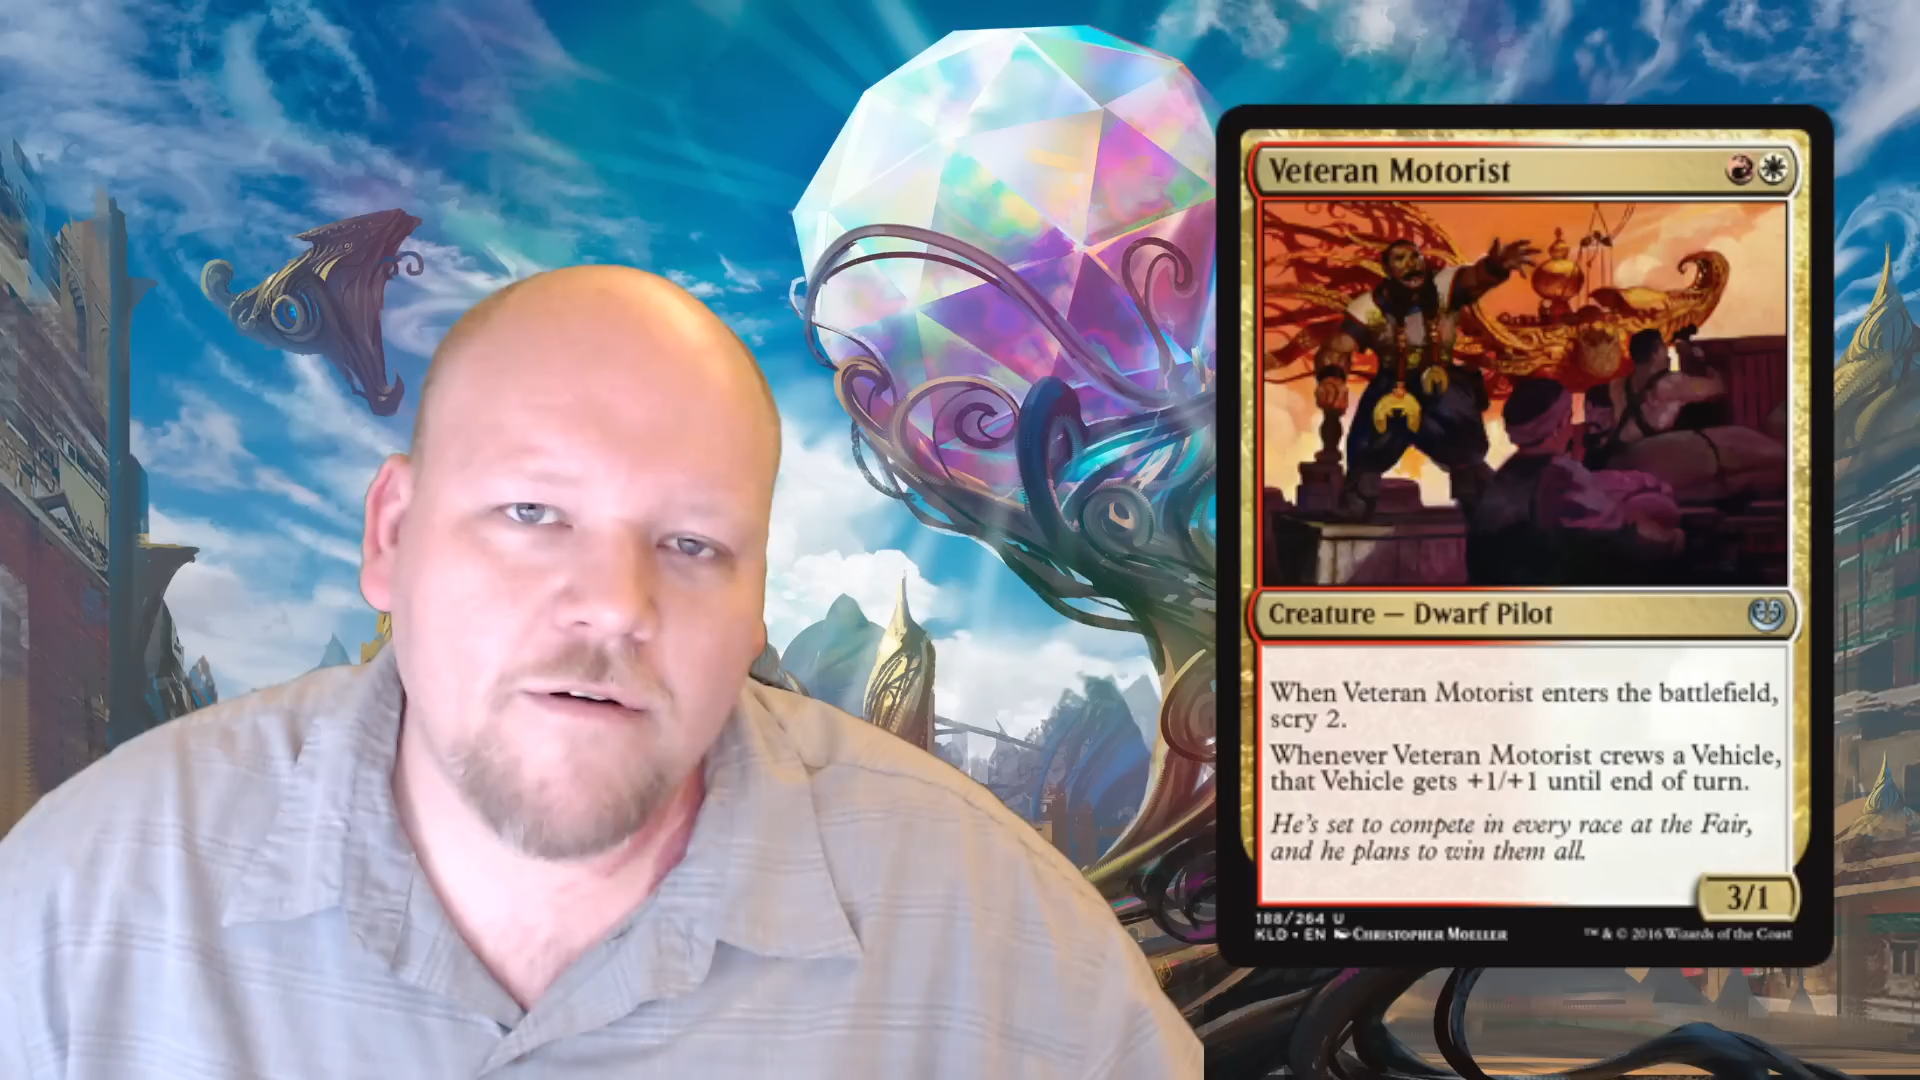 Veteran Motorist
Creature — Dwarf Pilot
When Veteran Motorist enters the battlefield,
scry 2.
Whenever Veteran Motorist crews a Vehicle,
that Vehicle gets +1/+1 until end of turn.
He's set to compete in every race at the Fair,
and he plans to win them all.
3/1
188/264 U
KLD • EN Christopher Moeller
™ & © 2016 Wizards of the Coast